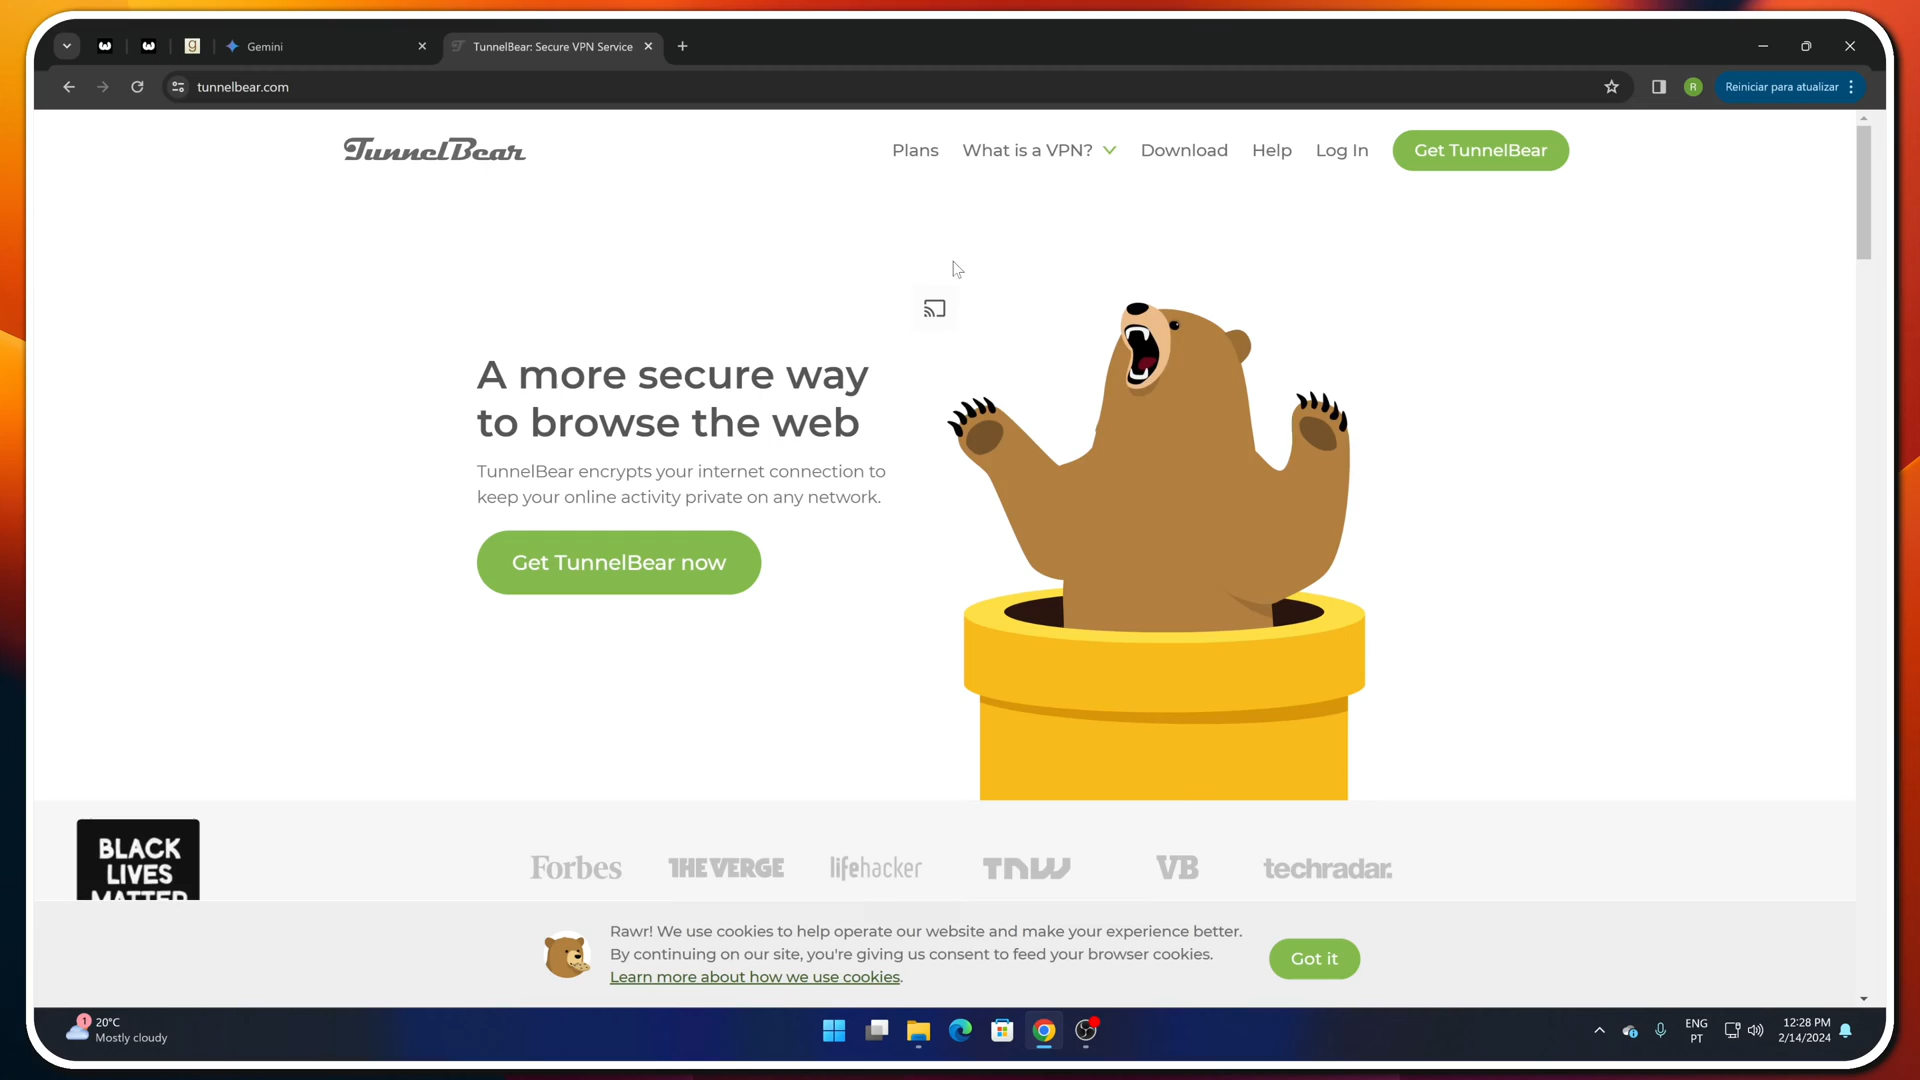 Gemini
TunnelBear: Secure VPN Service
tunnelbear.com
R
Reiniciar para atualizar
TunnelBear
Plans
What is a VPN?
Download
Help
Log In
Get TunnelBear
A more secure way
to browse the web
TunnelBear encrypts your internet connection to
keep your online activity private on any network.
Get TunnelBear now
BLACK
LIVES
MATTER
Forbes
THE VERGE
lifehacker
TNW
VB
techradar.
Rawr! We use cookies to help operate our website and make your experience better.
By continuing on our site, you're giving us consent to feed your browser cookies.
Learn more about how we use cookies.
Got it
1
20°C
Mostly cloudy
ENG
PT
12:28 PM
2/14/2024